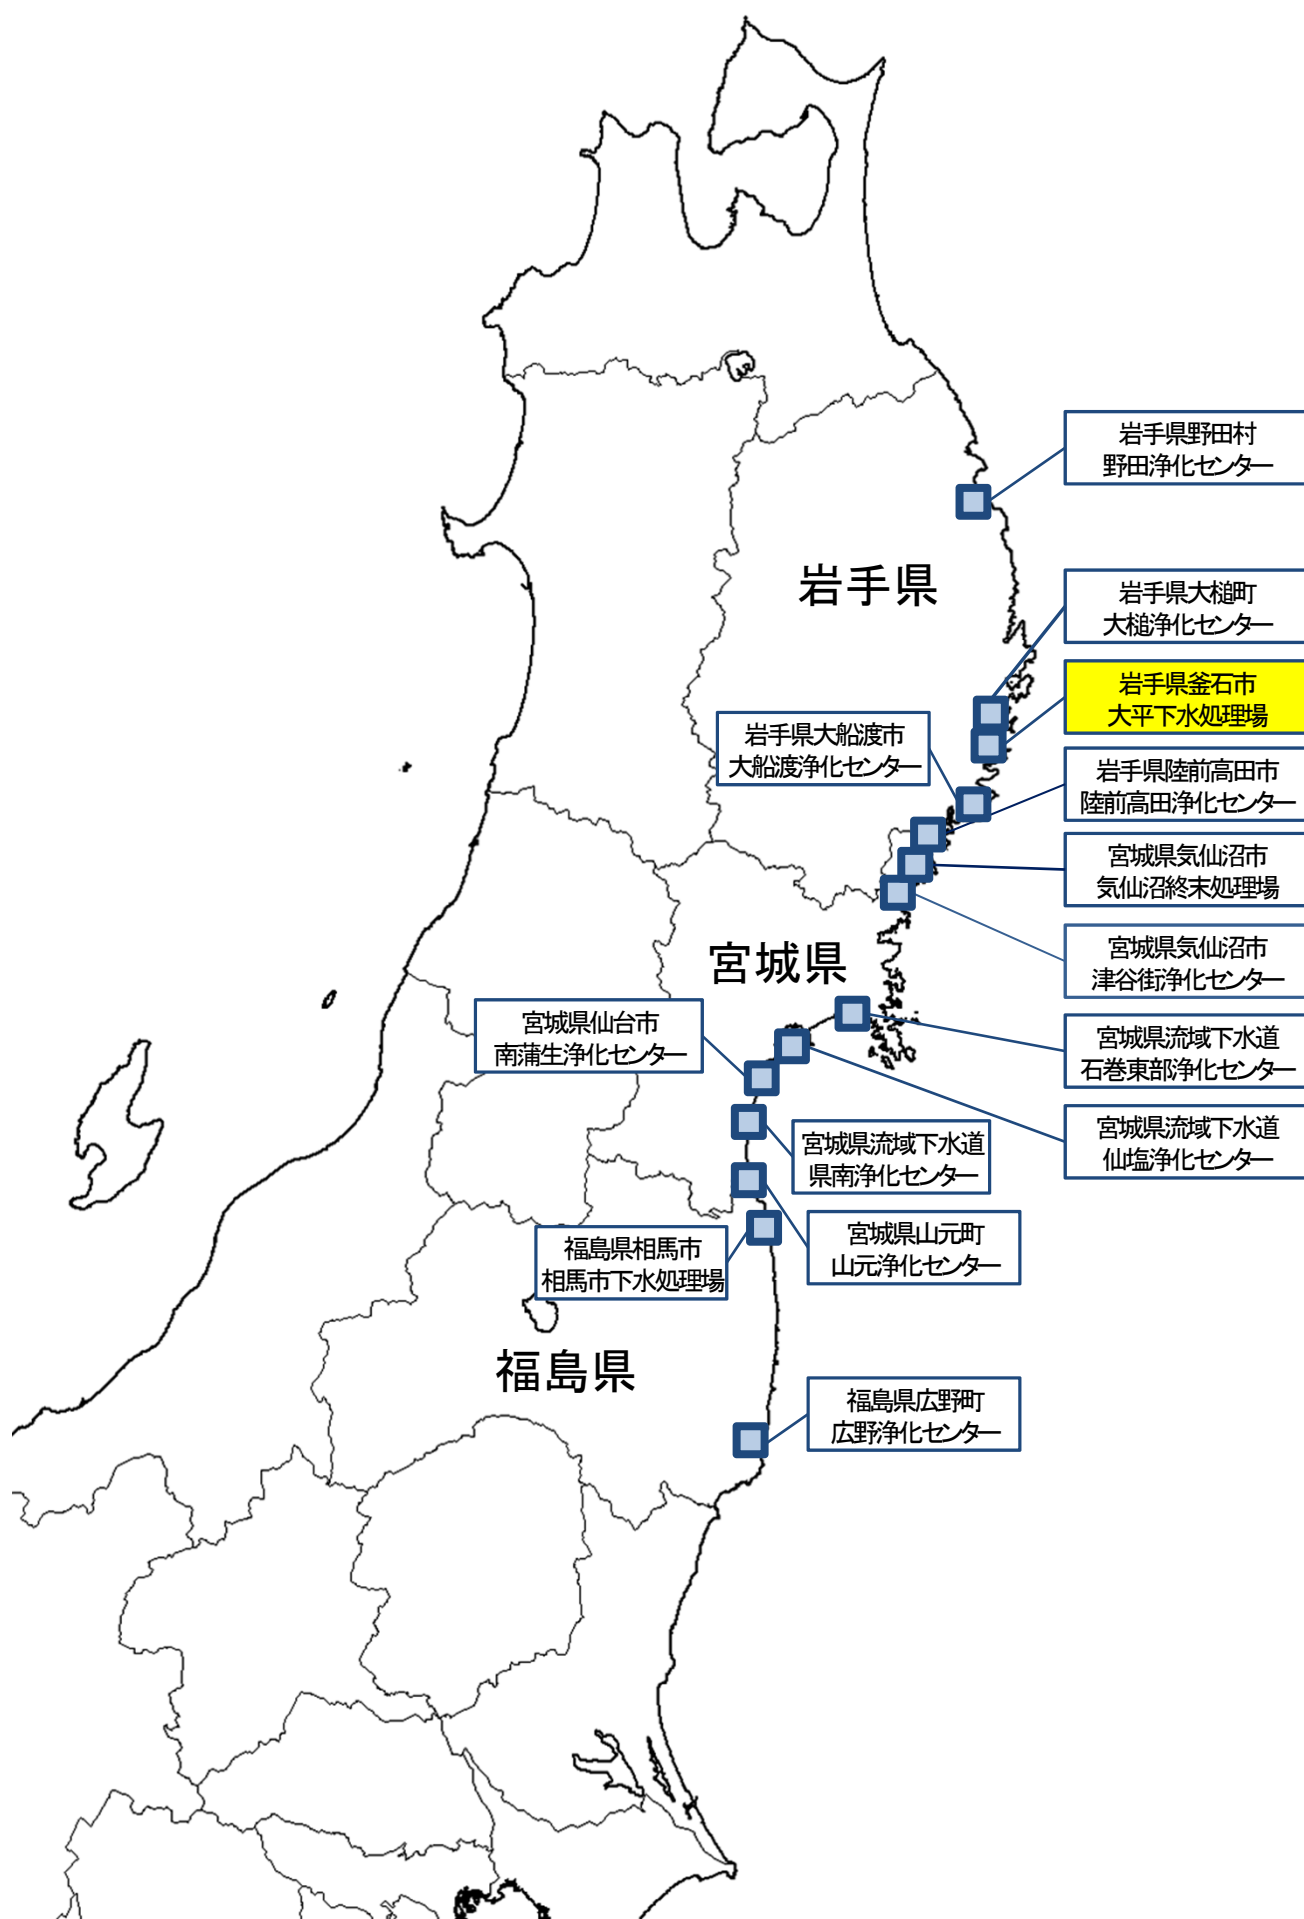 岩手県野田村
野田浄化センター
岩手県
岩手県大槌町
大槌浄化センター
岩手県釜石市
大平下水処理場
岩手県大船渡市
大船渡浄化センター
岩手県陸前高田市
陸前高田浄化センター
宮城県気仙沼市
気仙沼終末処理場
宮城県
宮城県気仙沼市
津谷街浄化センター
宮城県仙台市
南蒲生浄化センター
宮城県流域下水道
石巻東部浄化センター
宮城県流域下水道
仙塩浄化センター
宮城県流域下水道
県南浄化センター
宮城県山元町
山元浄化センター
福島県相馬市
相馬市下水処理場
福島県
福島県広野町
広野浄化センター